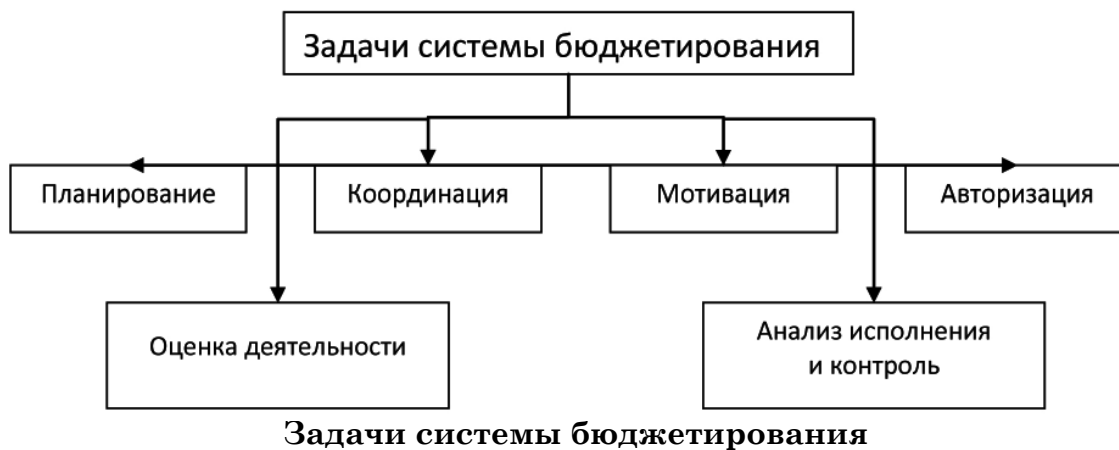 Задачи системы бюджетирования
Планирование
Координация
Мотивация
Авторизация
Оценка деятельности
Анализ исполнения
и контроль
Задачи системы бюджетирования